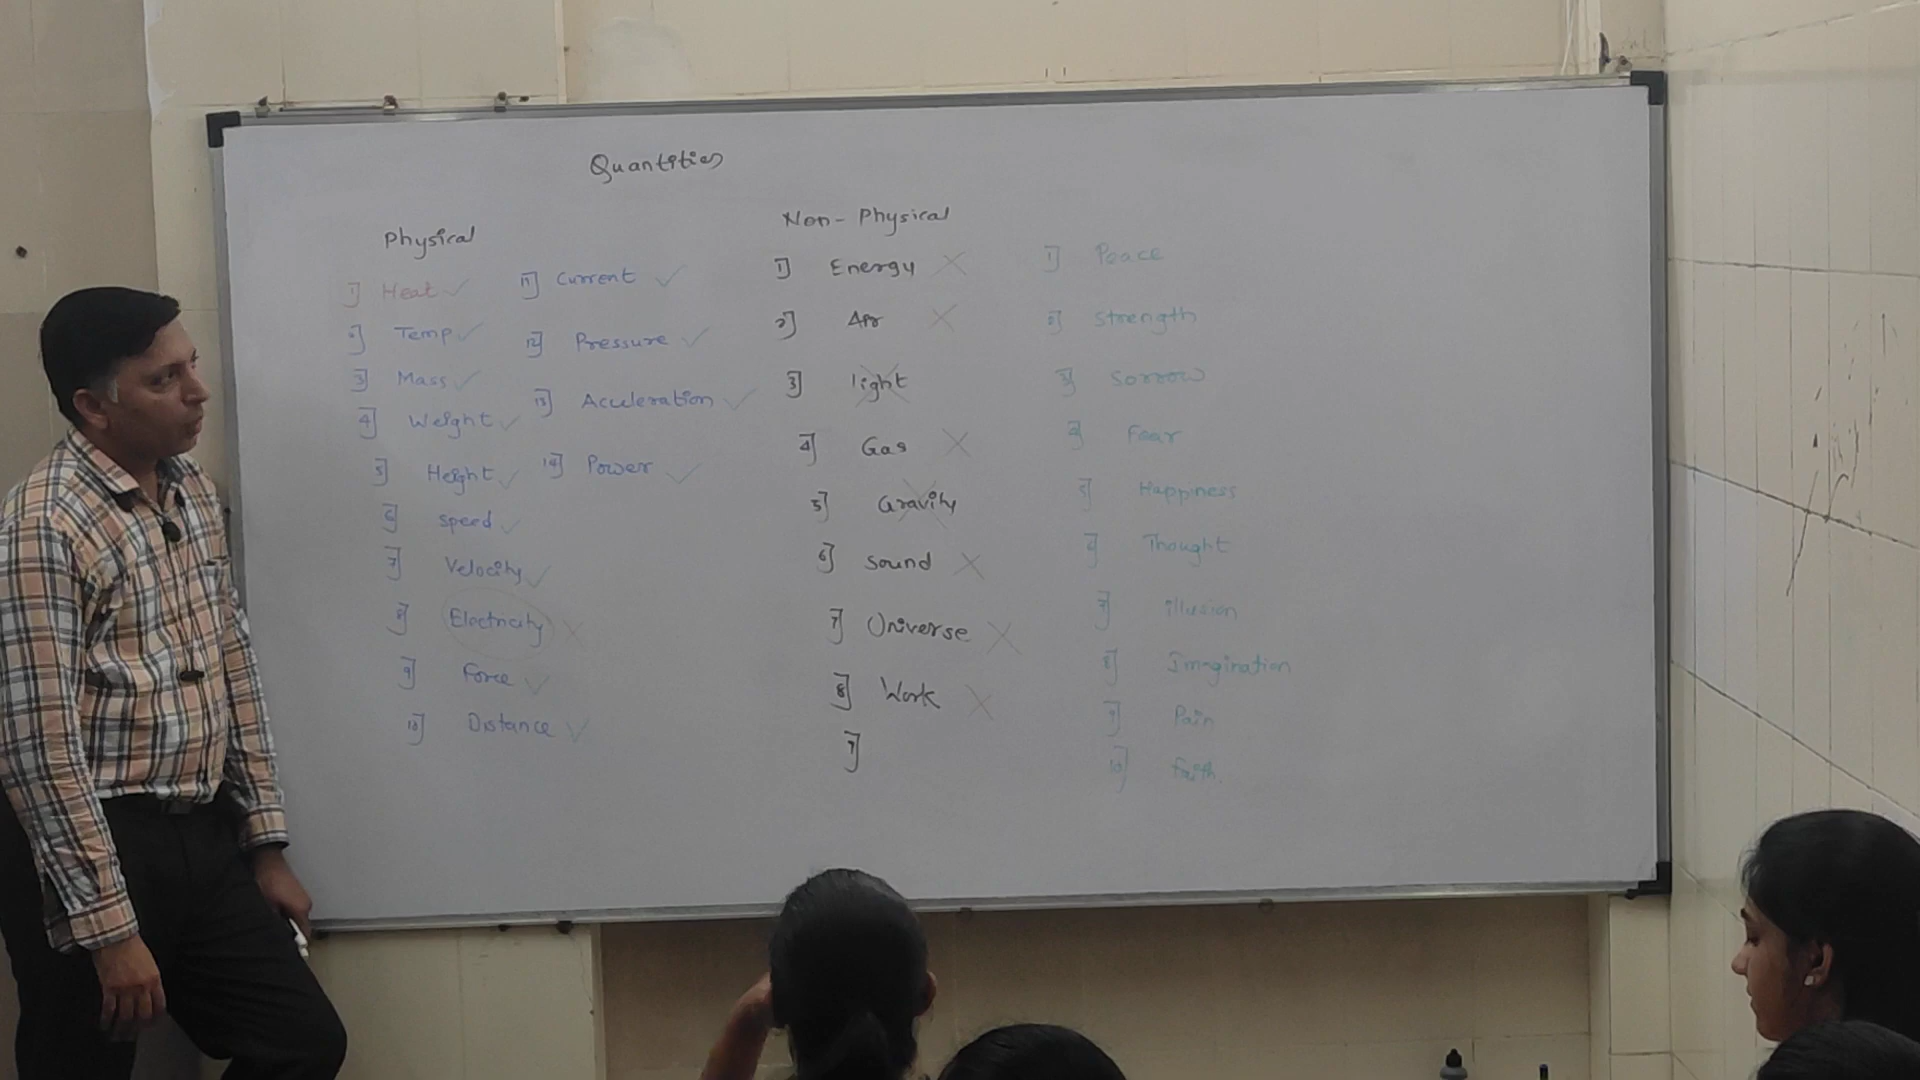 Quantities
Physical
1] Heat ✓
2] Temp ✓
3] Mass ✓
4] Weight ✓
5] Height ✓
6] Speed ✓
7] Velocity ✓
8] Electricity ✗
9] Force ✓
10] Distance ✓
11] Current ✓
12] Pressure ✓
13] Acceleration ✓
14] Power ✓
Non-Physical
1] Energy ✗
2] Air ✗
3] light
4] Gas ✗
5] Gravity
6] Sound ✗
7] Universe ✗
8] Work ✗
9]
1] Peace
2] Strength
3] Sorrow
4] Fear
5] Happiness
6] Thought
7] illusion
8] Imagination
9] Pain
10] faith.